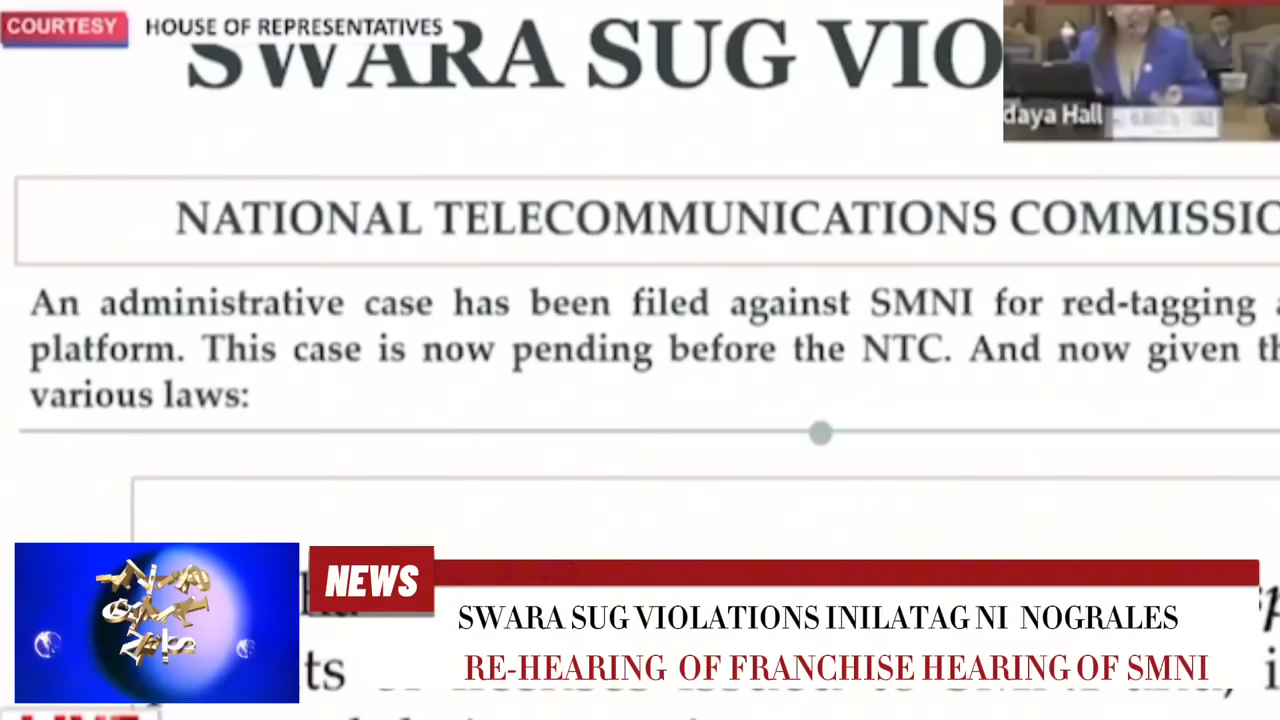 COURTESY HOUSE OF REPRESENTATIVES
SWARA SUG VIO
daya Hall
NATIONAL TELECOMMUNICATIONS COMMISSIO
An administrative case has been filed against SMNI for red-tagging a
platform. This case is now pending before the NTC. And now given th
various laws:
NEWS
SWARA SUG VIOLATIONS INILATAG NI NOGRALES
RE-HEARING OF FRANCHISE HEARING OF SMNI
ts